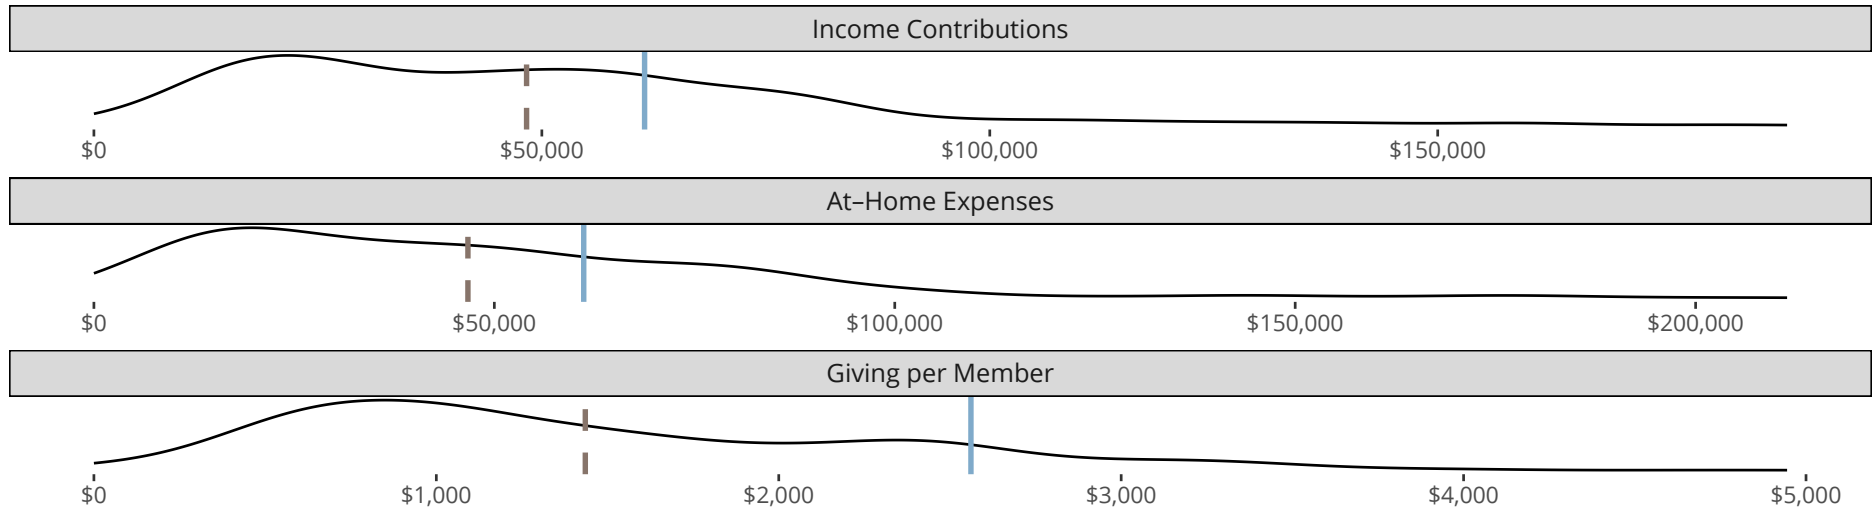 Income Contributions
$0 $50,000 $100,000 $150,000
At–Home Expenses
$0 $50,000 $100,000 $150,000 $200,000
Giving per Member
$0 $1,000 $2,000 $3,000 $4,000 $5,000